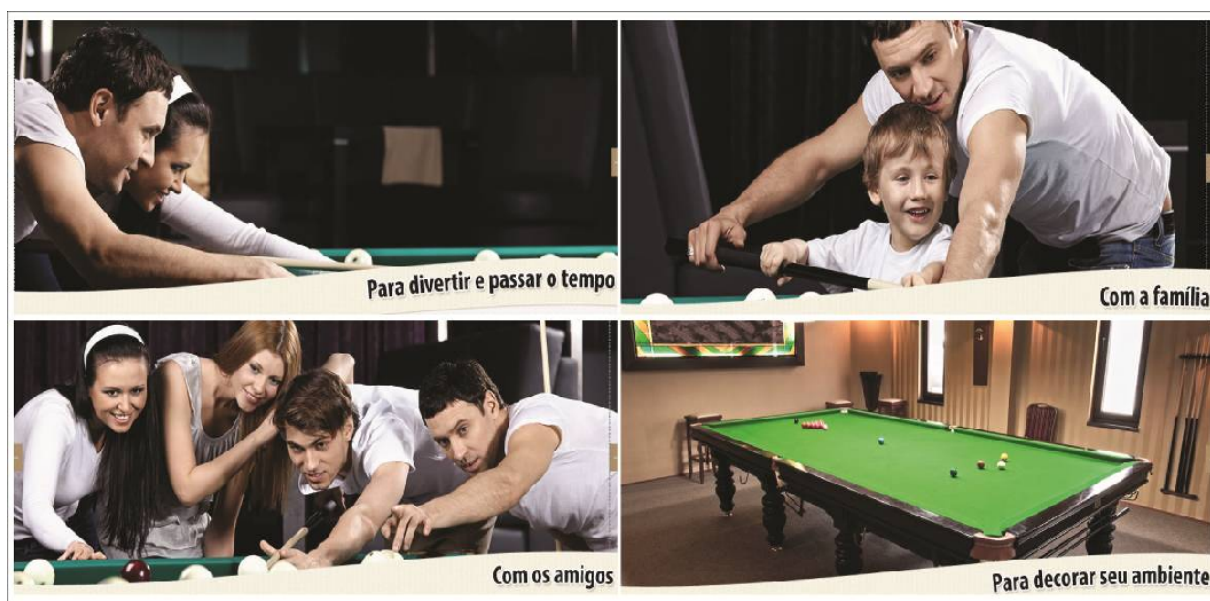 Para divertir e passar o tempo
Com a família
Com os amigos
Para decorar seu ambiente